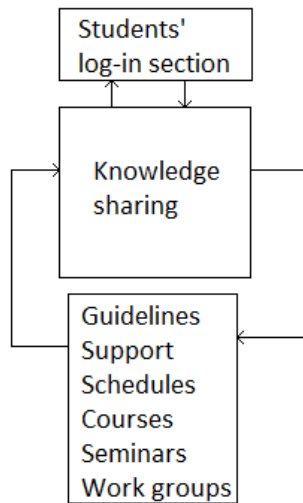 Students'
log-in section
Knowledge
sharing
Guidelines
Support
Schedules
Courses
Seminars
Work groups